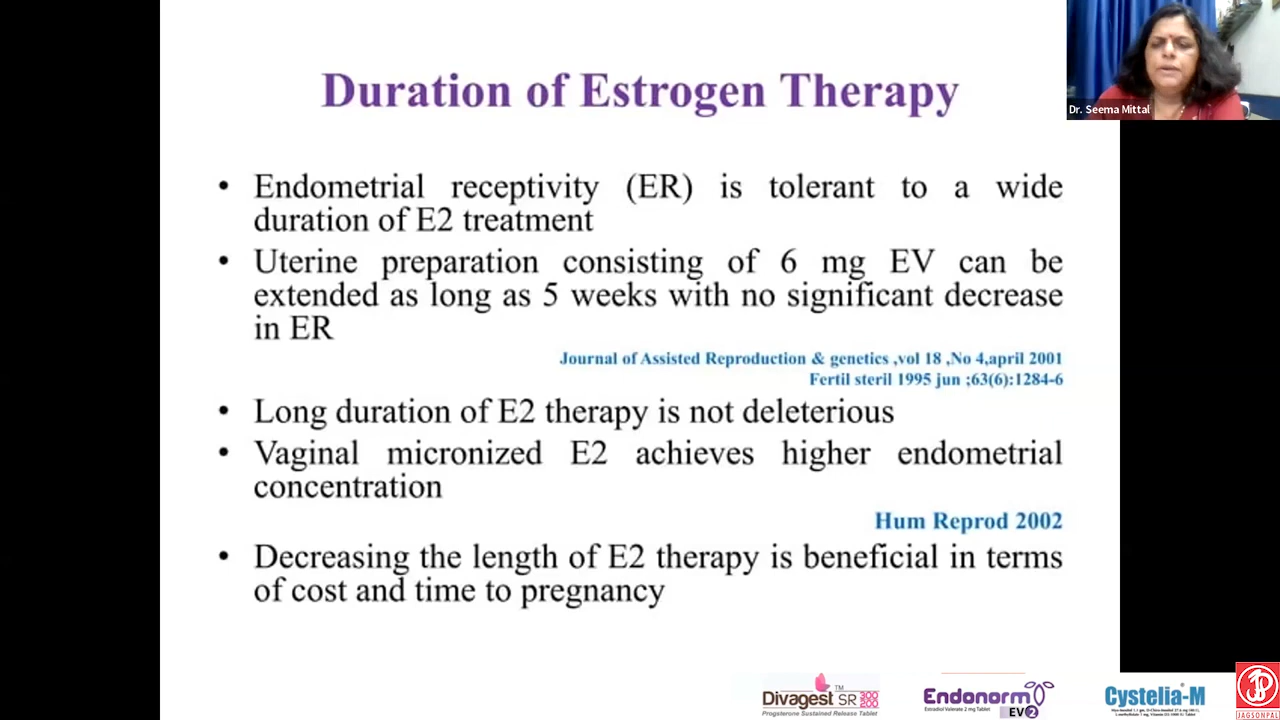 Duration of Estrogen Therapy
Dr. Seema Mittal
• Endometrial receptivity (ER) is tolerant to a wide
duration of E2 treatment
• Uterine preparation consisting of 6 mg EV can be
extended as long as 5 weeks with no significant decrease
in ER
Journal of Assisted Reproduction & genetics ,vol 18 ,No 4,april 2001
Fertil steril 1995 jun ;63(6):1284-6
• Long duration of E2 therapy is not deleterious
• Vaginal micronized E2 achieves higher endometrial
concentration
Hum Reprod 2002
• Decreasing the length of E2 therapy is beneficial in terms
of cost and time to pregnancy
Divagest™ SR 300 200
Progesterone Sustained Release Tablet
Endonorm
Estradiol Valerate 2 mg Tablet
EV2
Cystelia-M
JAGSONPAL